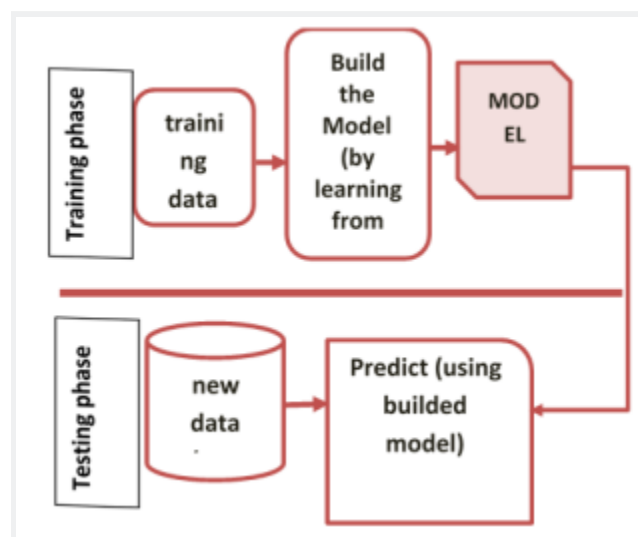 Training phase
traini
ng
data
Build
the
Model
(by
learning
from
MOD
EL
Testing phase
new
data
Predict (using
builded
model)